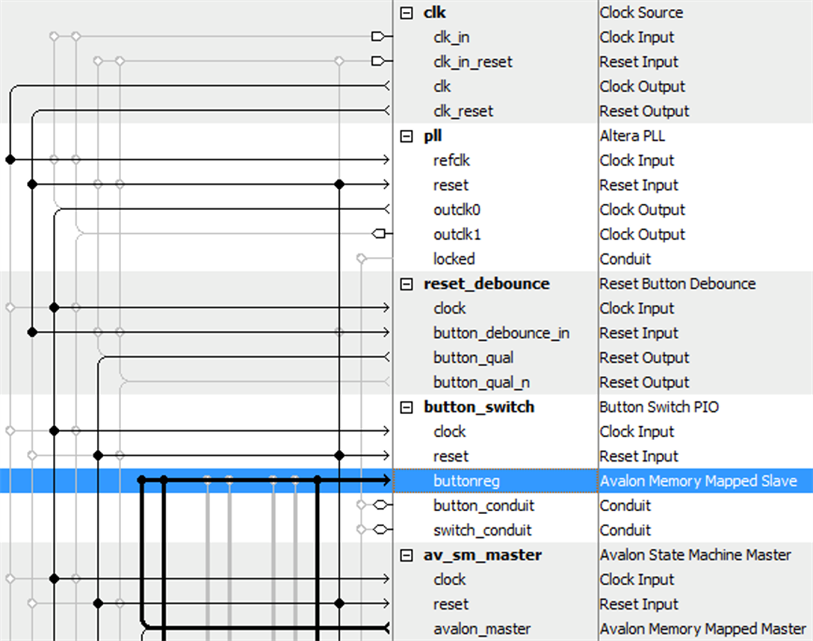 clk Clock Source
clk_in Clock Input
clk_in_reset Reset Input
clk Clock Output
clk_reset Reset Output
pll Altera PLL
refclk Clock Input
reset Reset Input
outclk0 Clock Output
outclk1 Clock Output
locked Conduit
reset_debounce Reset Button Debounce
clock Clock Input
button_debounce_in Reset Input
button_qual Reset Output
button_qual_n Reset Output
button_switch Button Switch PIO
clock Clock Input
reset Reset Input
buttonreg Avalon Memory Mapped Slave
button_conduit Conduit
switch_conduit Conduit
av_sm_master Avalon State Machine Master
clock Clock Input
reset Reset Input
avalon_master Avalon Memory Mapped Master